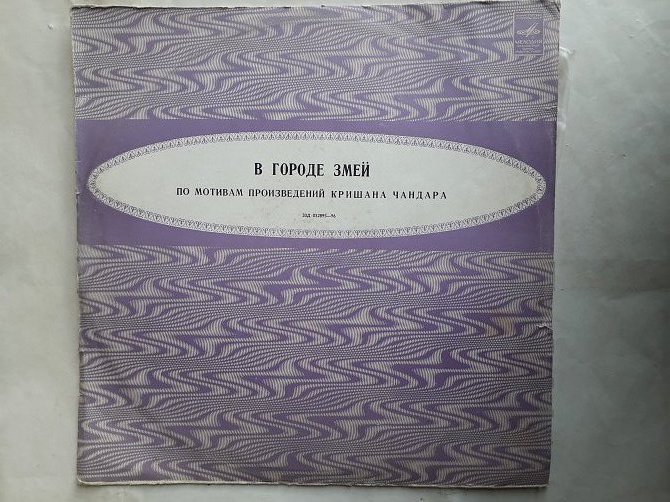 В ГОРОДЕ ЗМЕЙ
ПО МОТИВАМ ПРОИЗВЕДЕНИЙ КРИШАНА ЧАНДАРА